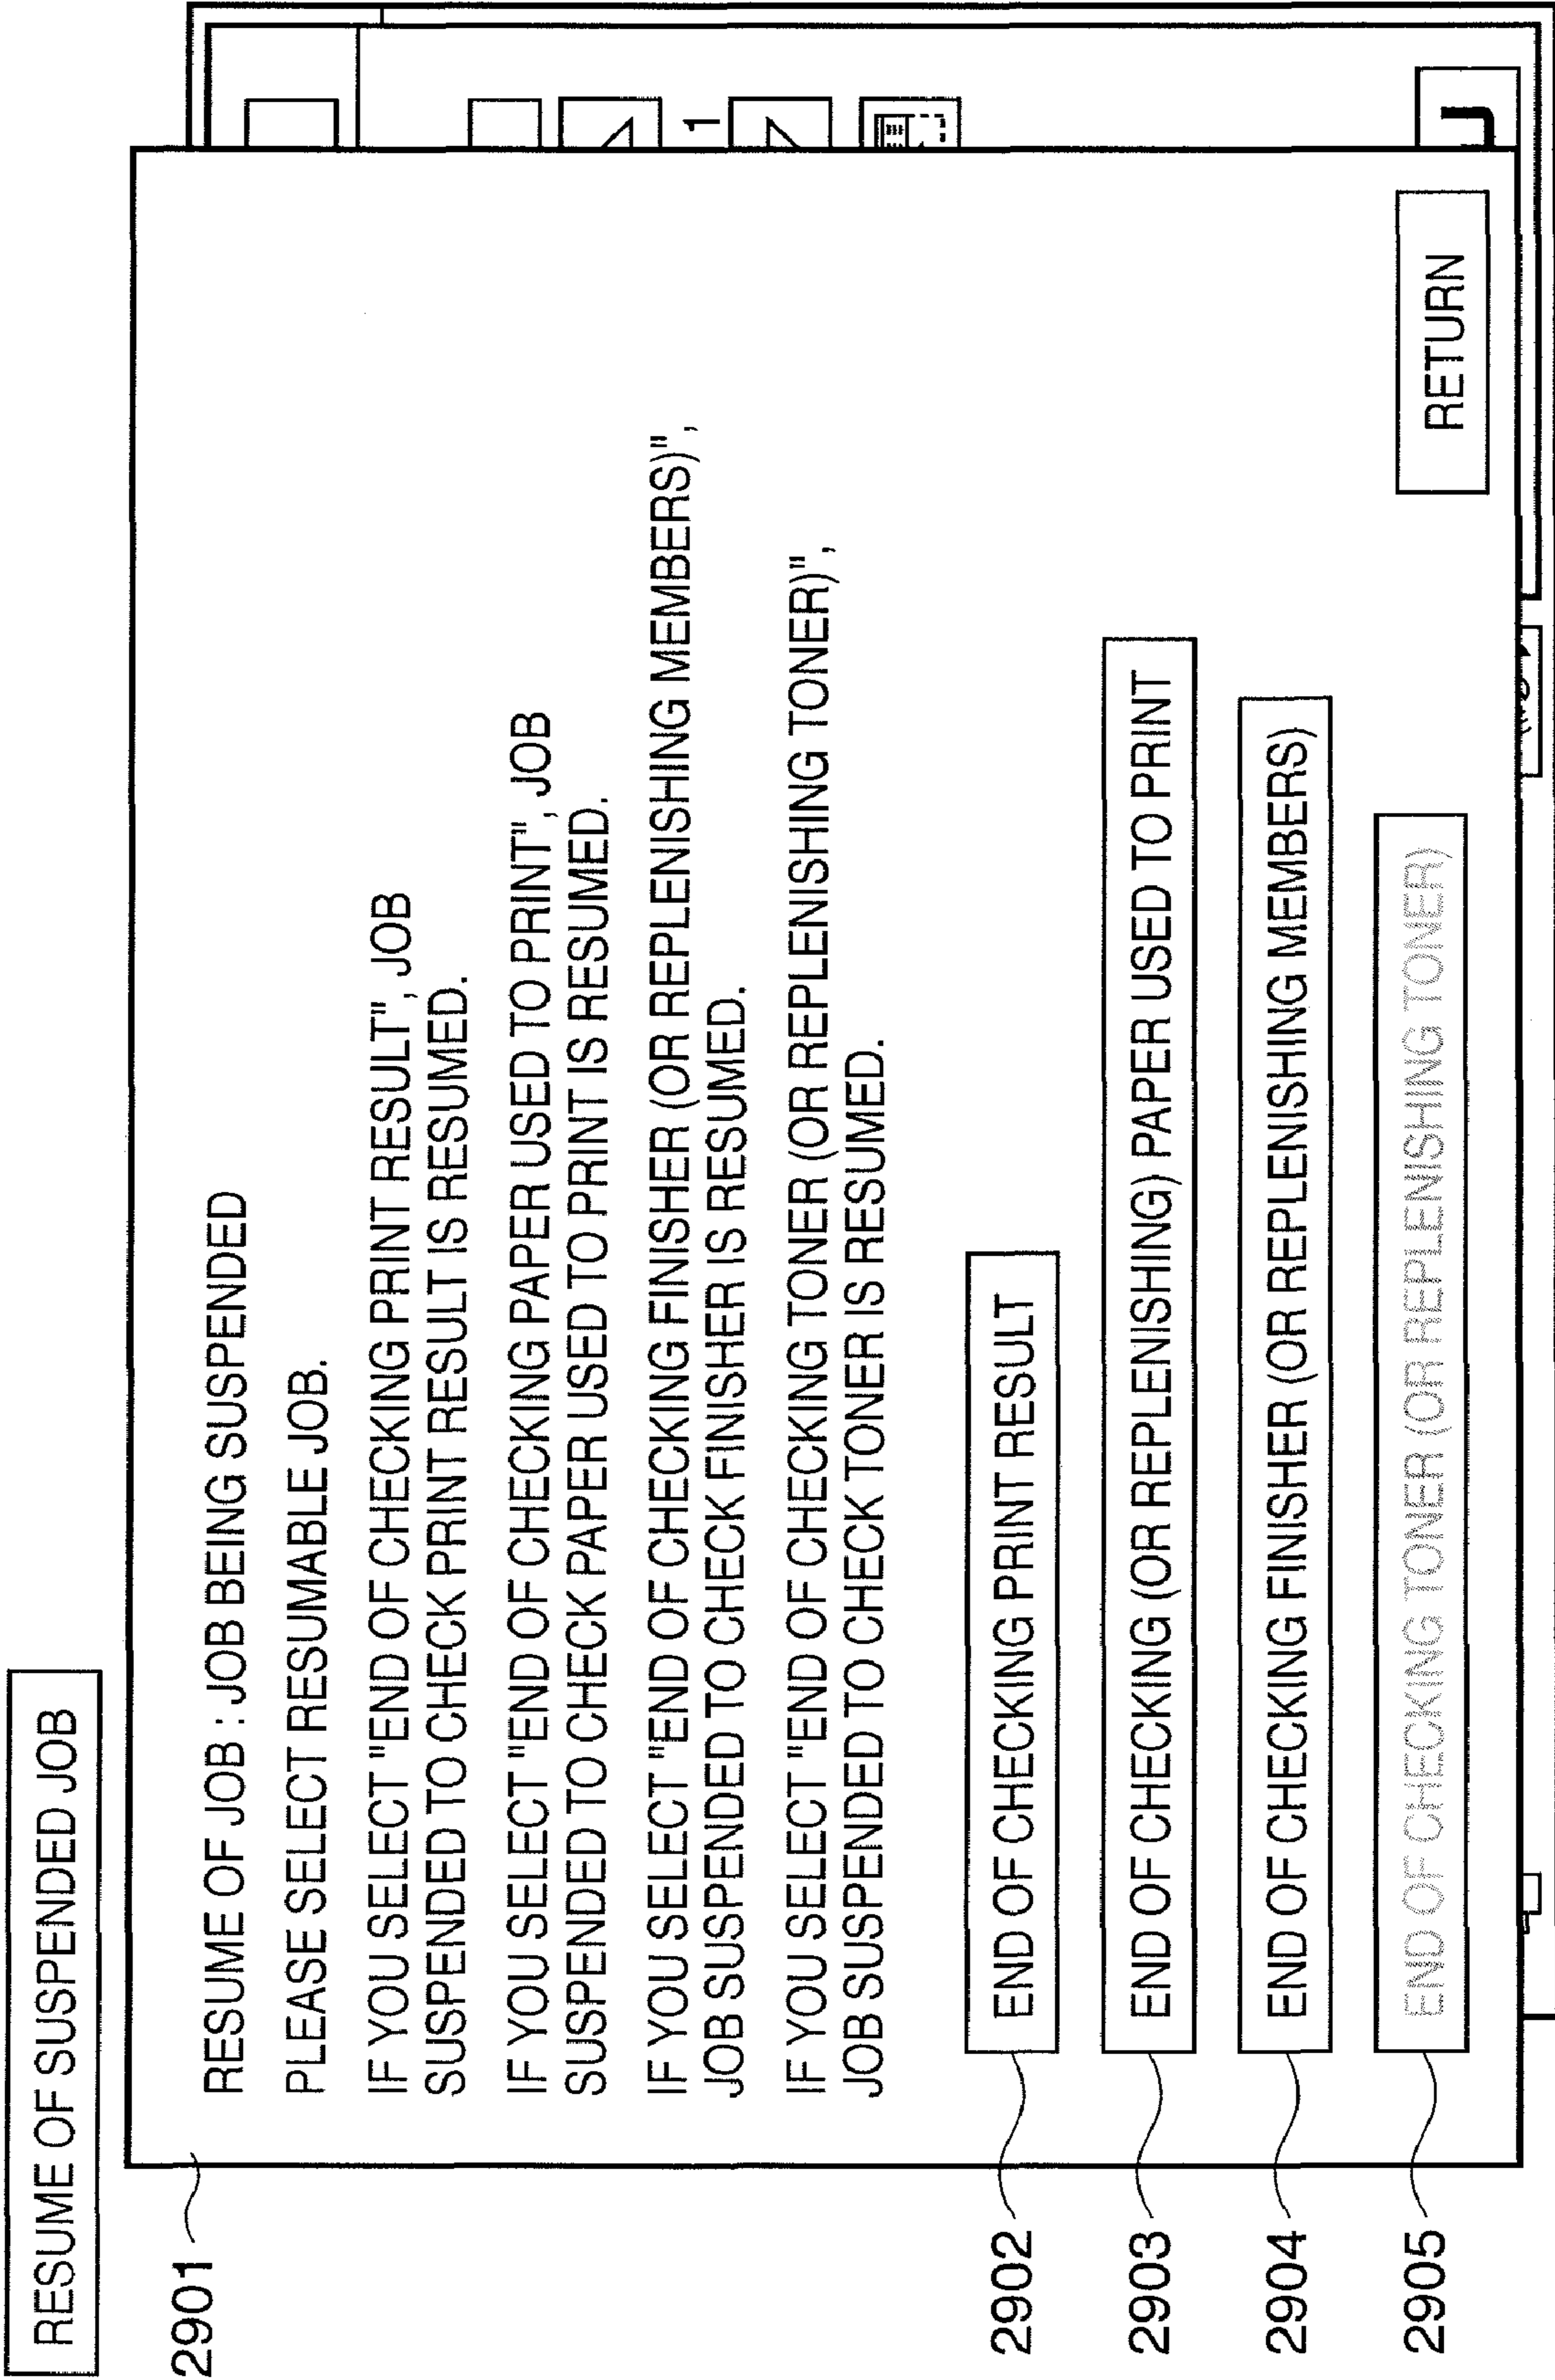 RESUME OF SUSPENDED JOB
2901
RESUME OF JOB : JOB BEING SUSPENDED
PLEASE SELECT RESUMABLE JOB.
IF YOU SELECT "END OF CHECKING PRINT RESULT", JOB
SUSPENDED TO CHECK PRINT RESULT IS RESUMED.
IF YOU SELECT "END OF CHECKING PAPER USED TO PRINT", JOB
SUSPENDED TO CHECK PAPER USED TO PRINT IS RESUMED.
IF YOU SELECT "END OF CHECKING FINISHER (OR REPLENISHING MEMBERS)",
JOB SUSPENDED TO CHECK FINISHER IS RESUMED.
IF YOU SELECT "END OF CHECKING TONER (OR REPLENISHING TONER)",
JOB SUSPENDED TO CHECK TONER IS RESUMED.
2902
END OF CHECKING PRINT RESULT
2903
END OF CHECKING (OR REPLENISHING) PAPER USED TO PRINT
2904
END OF CHECKING FINISHER (OR REPLENISHING MEMBERS)
2905
END OF CHECKING TONER (OR REPLENISHING TONER)
RETURN
1